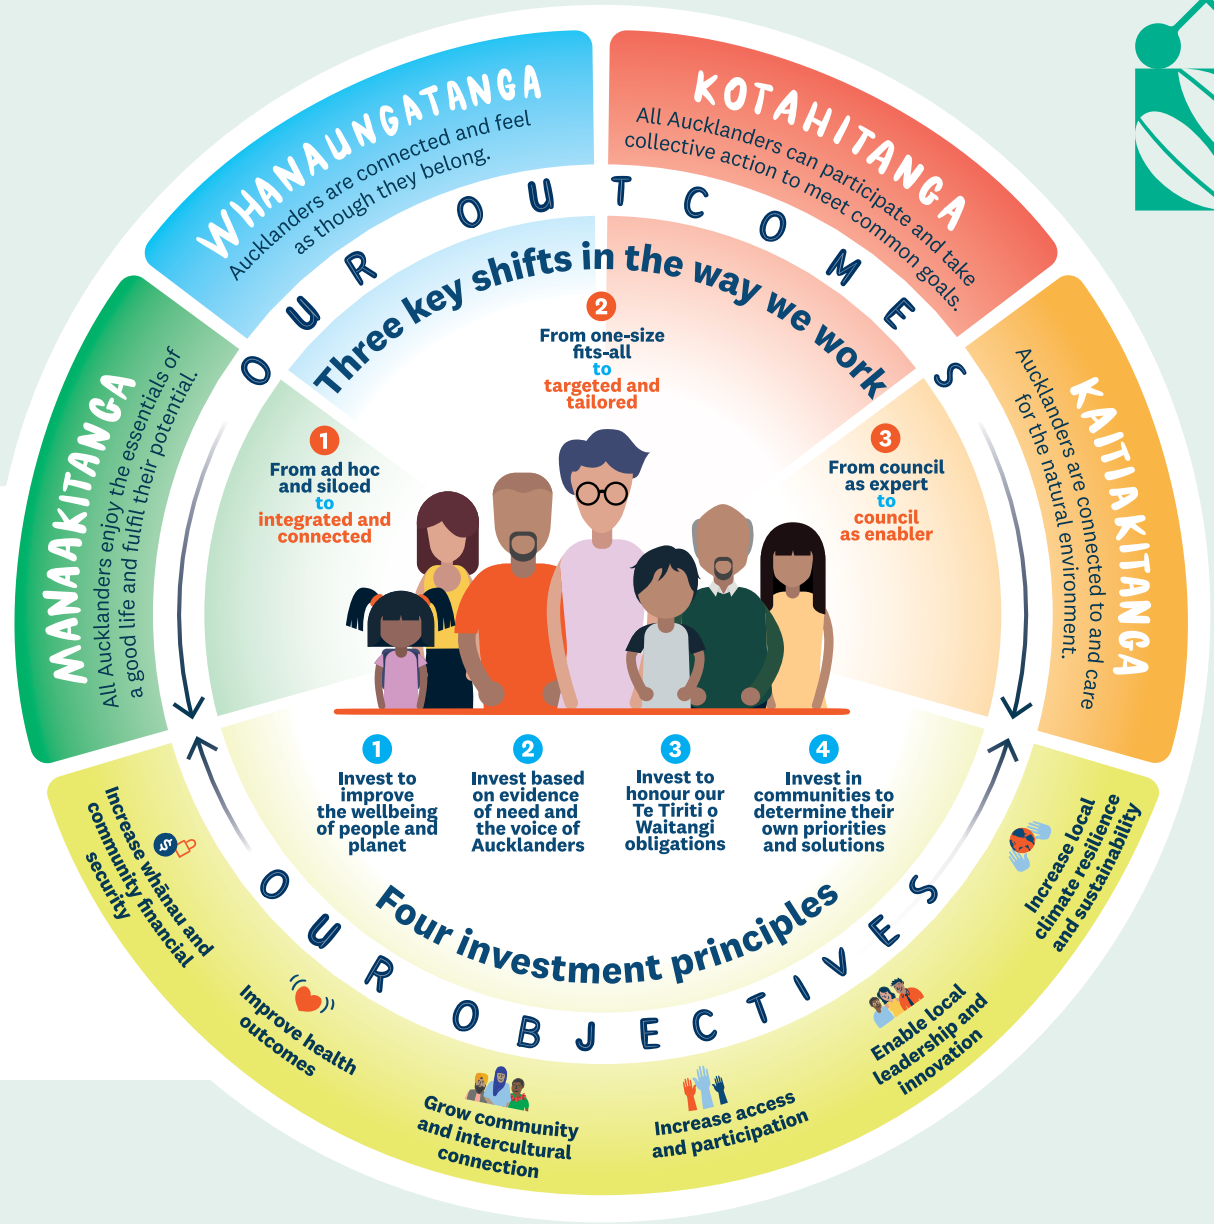 WHANAUNGATANGA
Aucklanders are connected and feel
as though they belong.
KOTAHITANGA
All Aucklanders can participate and take
collective action to meet common goals.
MANAAKITANGA
All Aucklanders enjoy the essentials of
a good life and fulfil their potential.
KAITIAKITANGA
Aucklanders are connected to and care
for the natural environment.
OUR OUTCOMES
Three key shifts in the way we work
1
From ad hoc
and siloed
to
integrated and
connected
2
From one-size
fits-all
to
targeted and
tailored
3
From council
as expert
to
council
as enabler
1
Invest to
improve
the wellbeing
of people and
planet
2
Invest based
on evidence
of need and
the voice of
Aucklanders
3
Invest to
honour our
Te Tiriti o
Waitangi
obligations
4
Invest in
communities to
determine their
own priorities
and solutions
Four investment principles
OUR OBJECTIVES
$
Increase whānau and
community financial
security
Improve health
outcomes
Grow community
and intercultural
connection
Increase access
and participation
Enable local
leadership and
innovation
Increase local
climate resilience
and sustainability